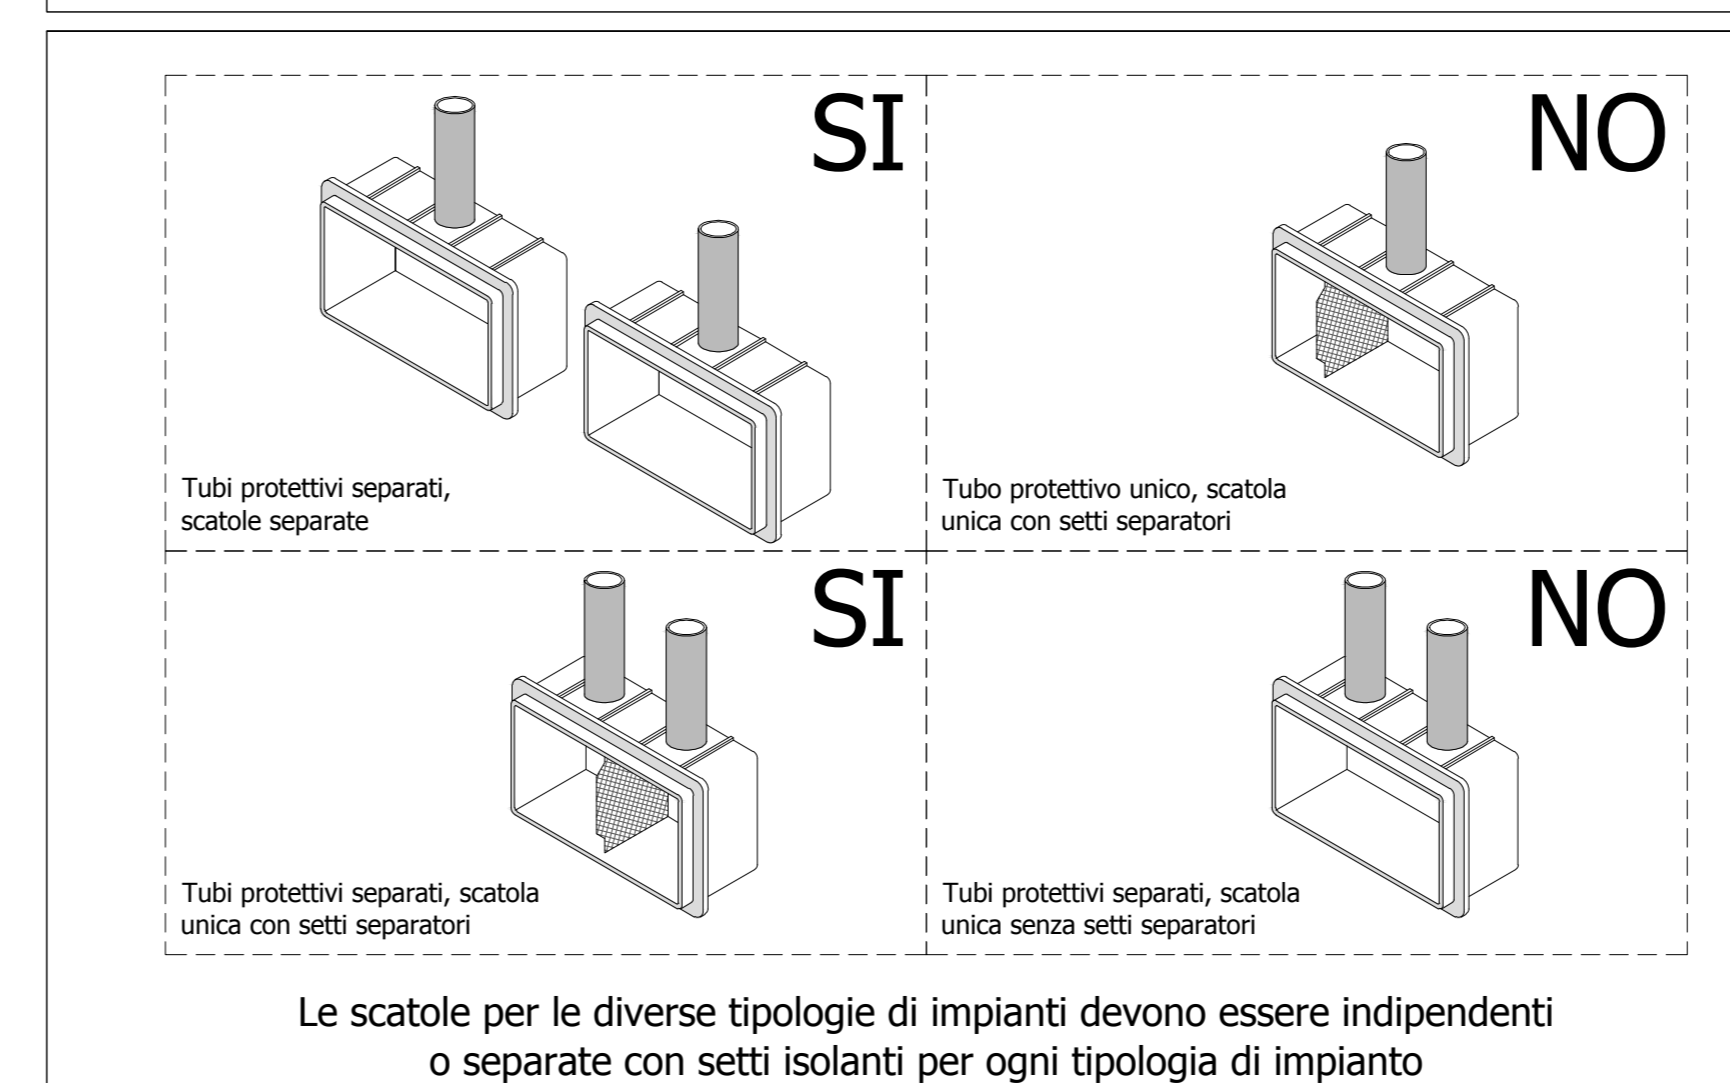 SI
Tubi protettivi separati,
scatole separate
NO
Tubo protettivo unico, scatola
unica con setti separatori
SI
Tubi protettivi separati, scatola
unica con setti separatori
NO
Tubi protettivi separati, scatola
unica senza setti separatori
Le scatole per le diverse tipologie di impianti devono essere indipendenti
o separate con setti isolanti per ogni tipologia di impianto